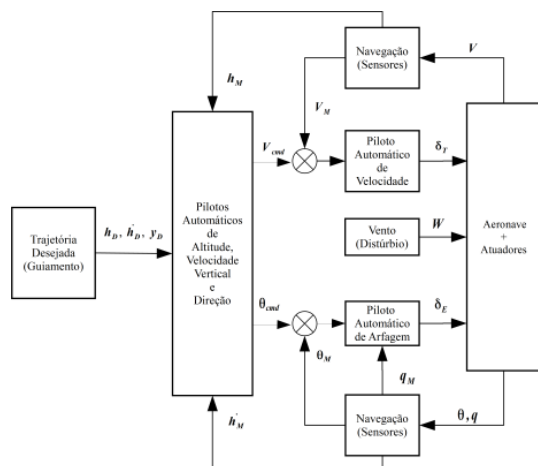 Navegação
(Sensores)
V
h_M
V_M
V_cmd
Piloto
Automático
de
Velocidade
δ_T
Pilotos
Automáticos
de
Altitude,
Velocidade
Vertical
e
Direção
Trajetória
Desejada
(Guiamento)
h_D, ḣ_D, y_D
Vento
(Distúrbio)
W
Aeronave
+
Atuadores
θ_cmd
Piloto
Automático
de Arfagem
δ_E
θ_M
q_M
ḣ_M
Navegação
(Sensores)
θ, q